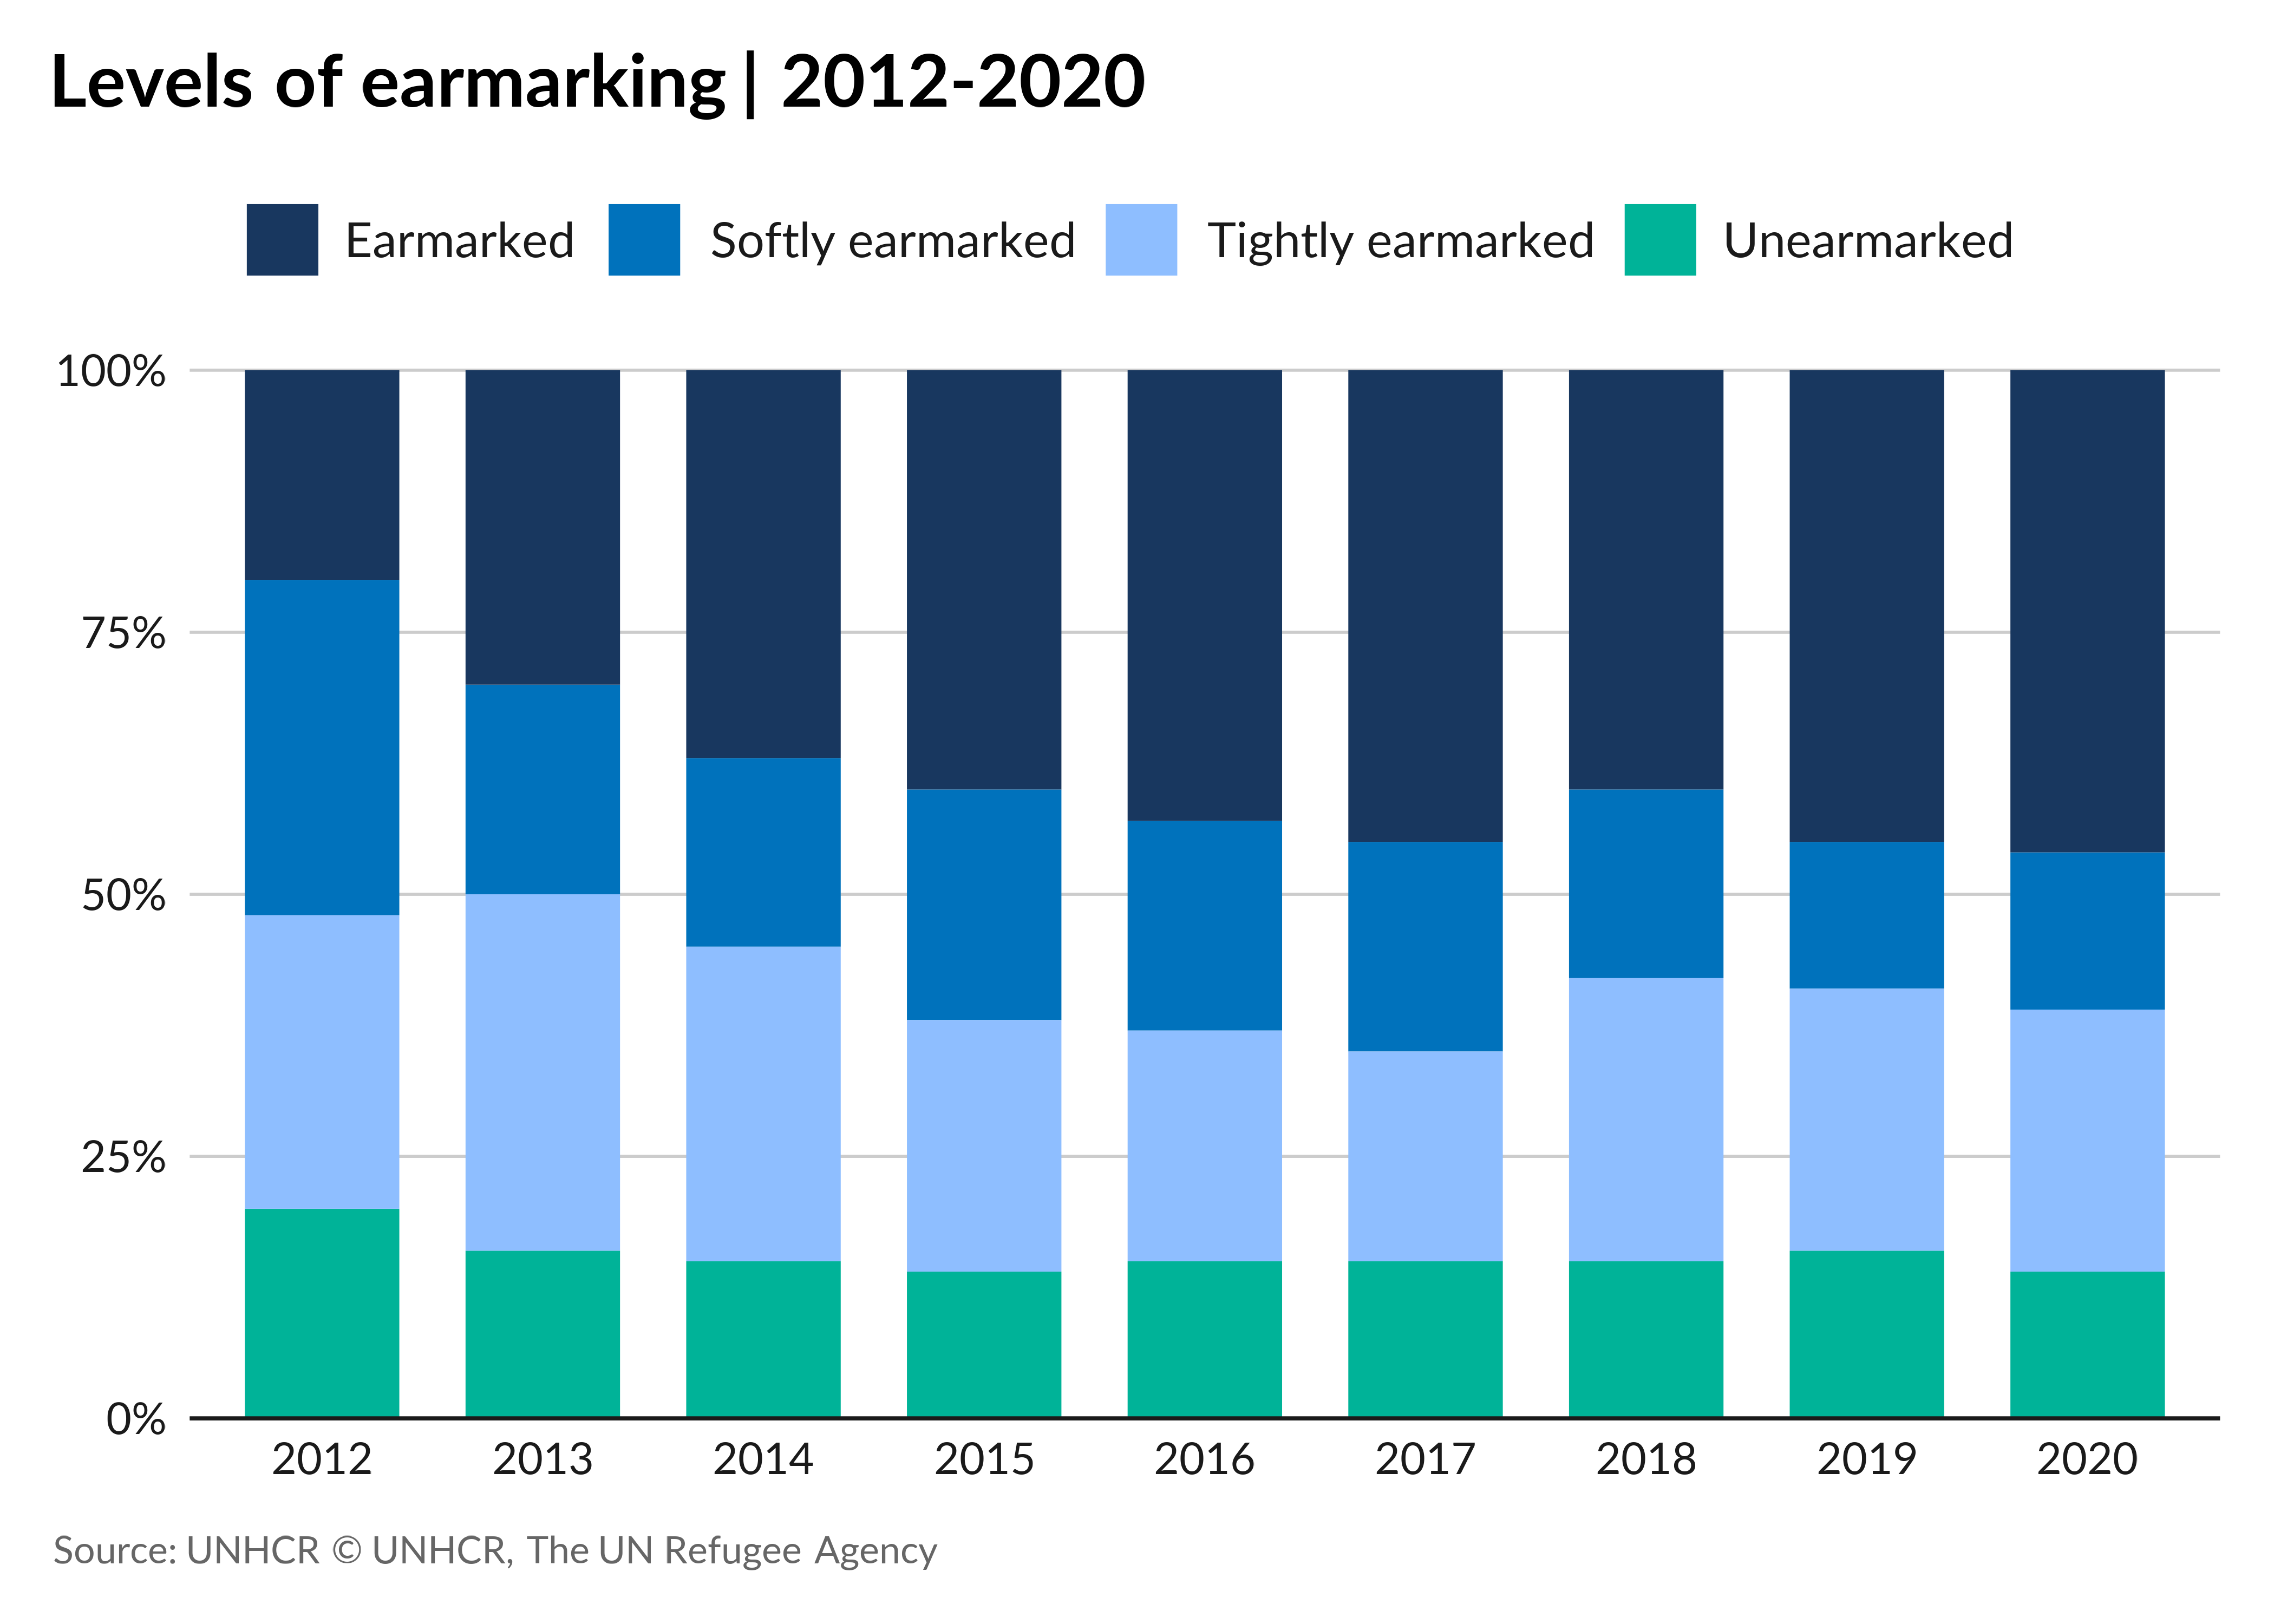 Levels of earmarking | 2012-2020
Earmarked Softly earmarked Tightly earmarked Unearmarked
100%
75%
50%
25%
0%
2012 2013 2014 2015 2016 2017 2018 2019 2020
Source: UNHCR © UNHCR, The UN Refugee Agency